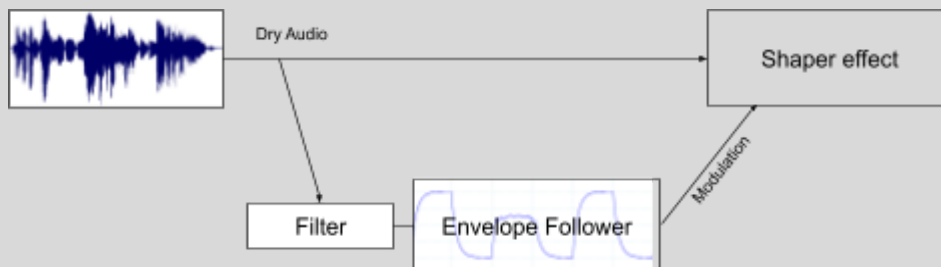 Dry Audio
Shaper effect
Modulation
Filter
Envelope Follower